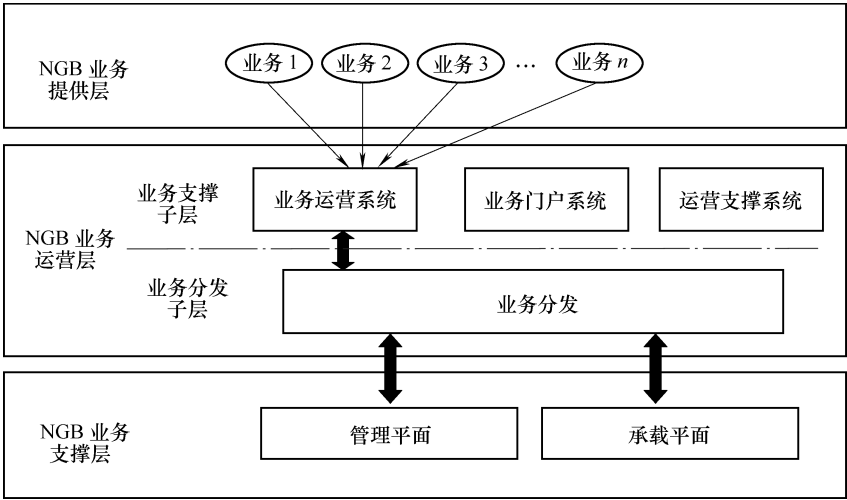 NGB 业务
提供层
业务 1
业务 2
业务 3
…
业务 n
业务支撑
子层
业务运营系统
业务门户系统
运营支撑系统
NGB 业务
运营层
业务分发
子层
业务分发
NGB 业务
支撑层
管理平面
承载平面